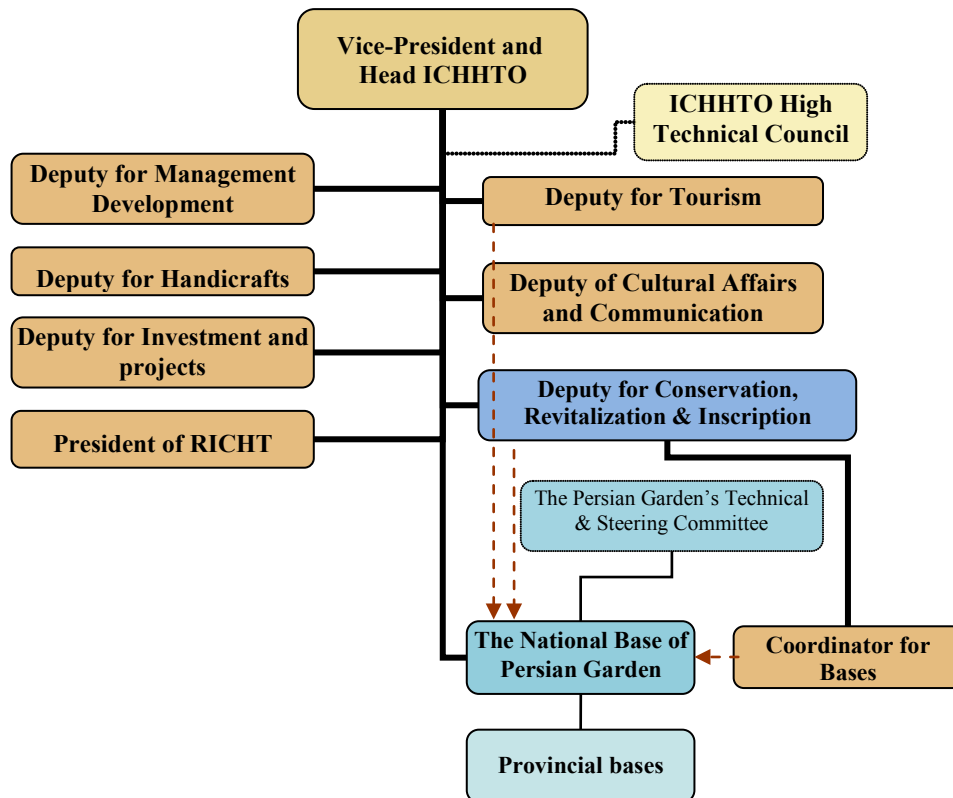 Vice-President and
Head ICHHTO
ICHHTO High
Technical Council
Deputy for Management
Development
Deputy for Tourism
Deputy for Handicrafts
Deputy of Cultural Affairs
and Communication
Deputy for Investment and
projects
Deputy for Conservation,
Revitalization & Inscription
President of RICHT
The Persian Garden’s Technical
& Steering Committee
The National Base of
Persian Garden
Coordinator for
Bases
Provincial bases